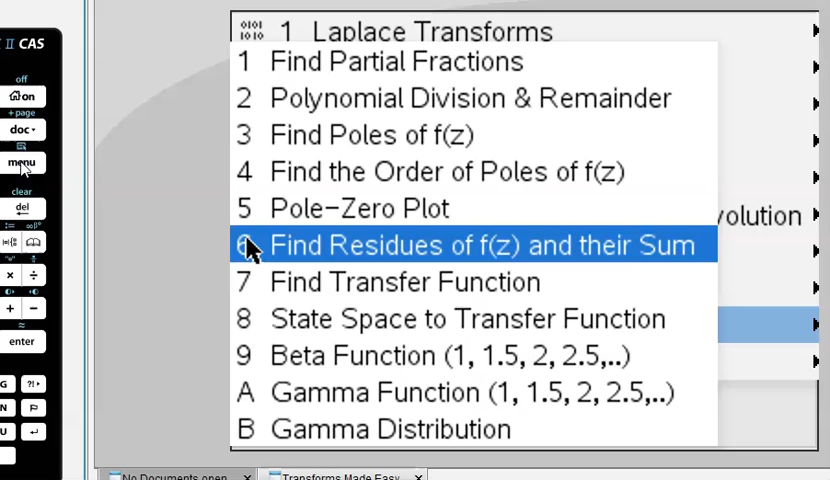 II CAS
off
on
+page
doc
menu
clear
del
enter
G
?!
N
U
0101
0110
1 Laplace Transforms
1 Find Partial Fractions
2 Polynomial Division & Remainder
3 Find Poles of f(z)
4 Find the Order of Poles of f(z)
5 Pole-Zero Plot
volution
6 Find Residues of f(z) and their Sum
7 Find Transfer Function
8 State Space to Transfer Function
9 Beta Function (1, 1.5, 2, 2.5,..)
A Gamma Function (1, 1.5, 2, 2.5,..)
B Gamma Distribution
No Documents open
Transforms Made Easy